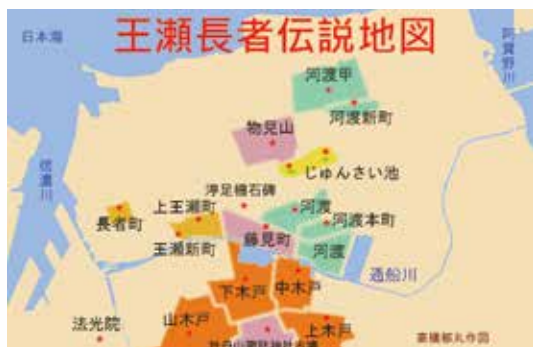 王瀬長者伝説地図
日本海
阿賀野川
河渡甲
河渡新町
物見山
じゅんさい池
信濃川
渟足柵石碑
上王瀬町
河渡
長者町
河渡本町
王瀬新町
藤見町
河渡
通船川
下木戸
中木戸
法光院
山木戸
上木戸